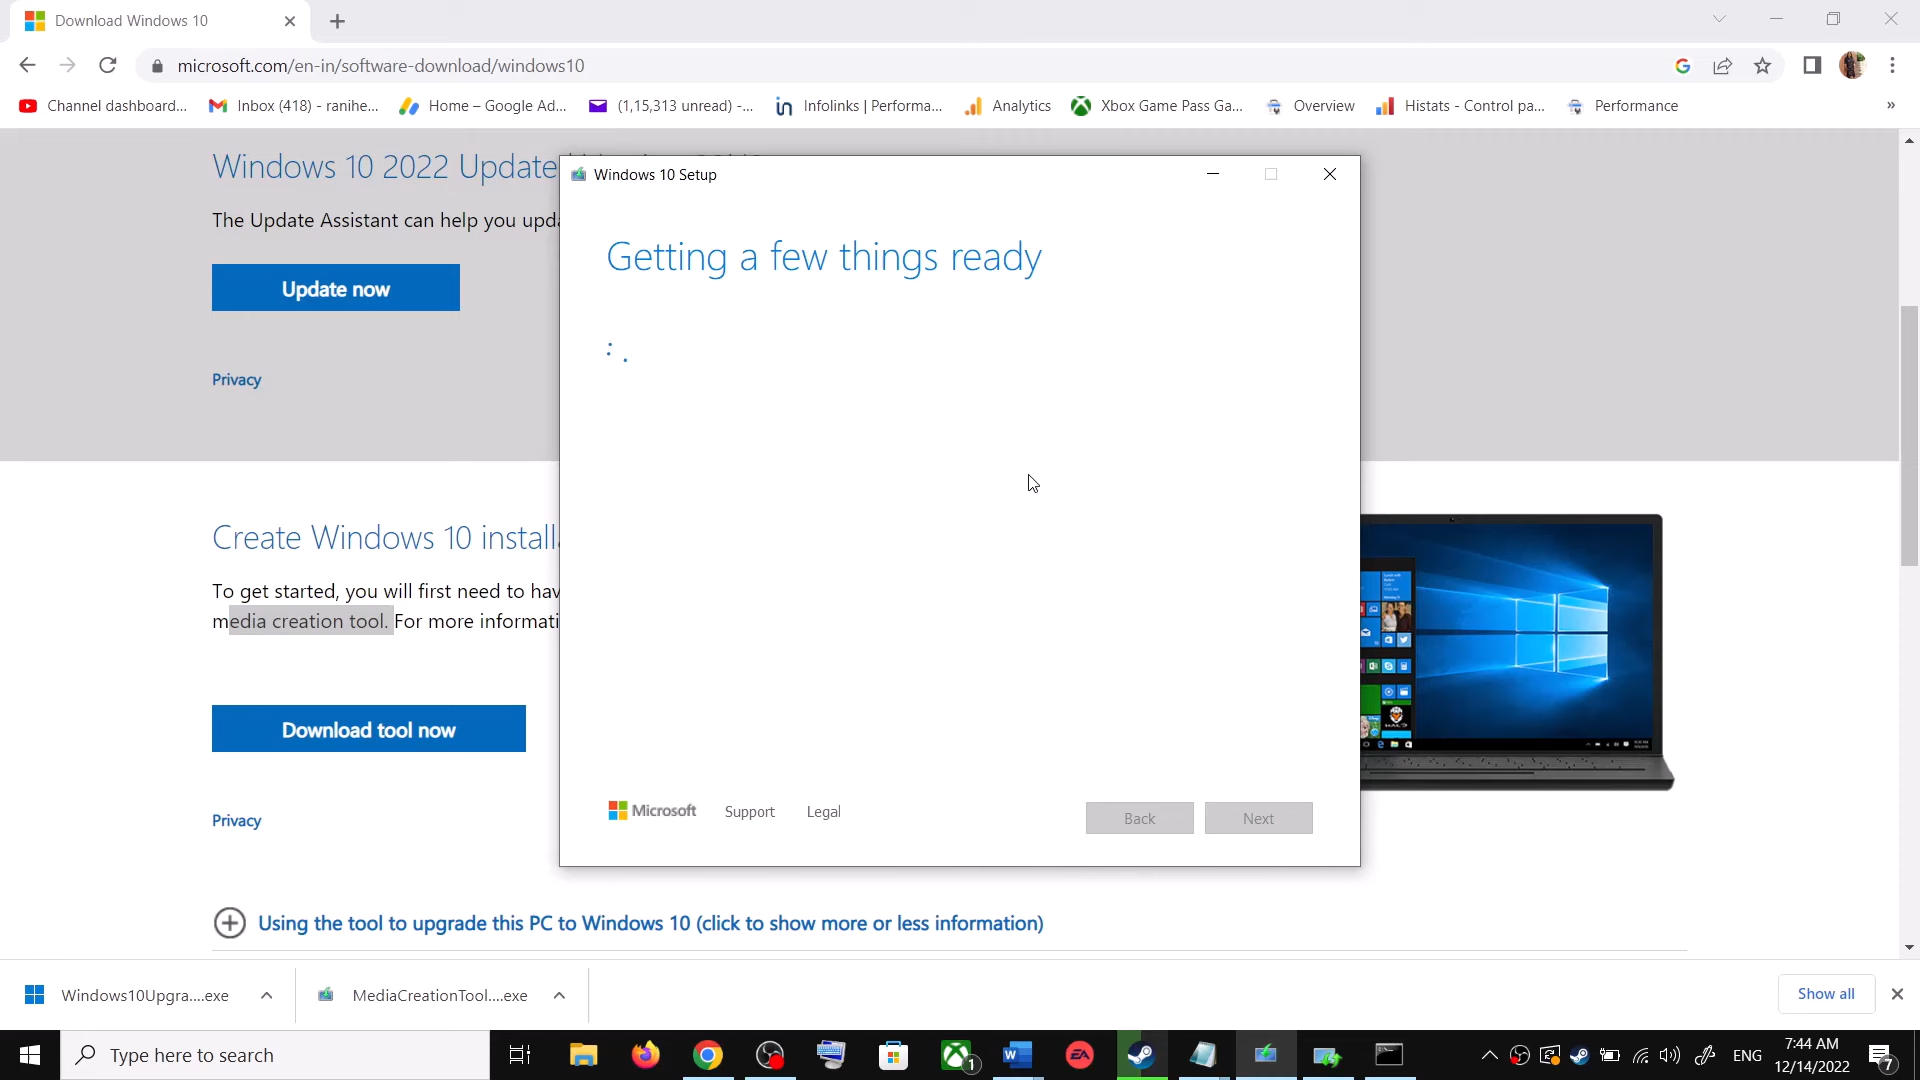 Download Windows 10
microsoft.com/en-in/software-download/windows10
Channel dashboard...
Inbox (418) - ranihe...
Home – Google Ad...
(1,15,313 unread) -...
Infolinks | Performa...
Analytics
Xbox Game Pass Ga...
Overview
Histats - Control pa...
Performance
»
Windows 10 2022 Update
The Update Assistant can help you upda
Update now
Privacy
Windows 10 Setup
Getting a few things ready
Microsoft
Support
Legal
Back
Next
Create Windows 10 installa
To get started, you will first need to hav
media creation tool. For more informati
Download tool now
Privacy
Using the tool to upgrade this PC to Windows 10 (click to show more or less information)
Windows10Upgra....exe
MediaCreationTool....exe
Show all
Type here to search
1
ENG
7:44 AM
12/14/2022
7